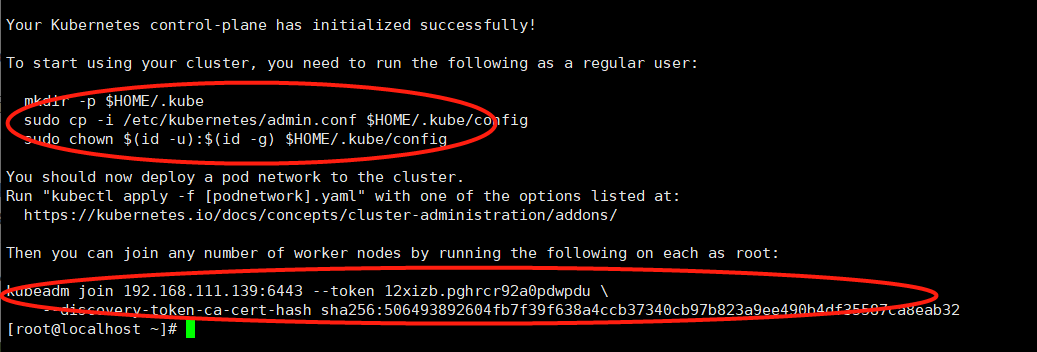 Your Kubernetes control-plane has initialized successfully!
To start using your cluster, you need to run the following as a regular user:
mkdir -p $HOME/.kube
sudo cp -i /etc/kubernetes/admin.conf $HOME/.kube/config
sudo chown $(id -u):$(id -g) $HOME/.kube/config
You should now deploy a pod network to the cluster.
Run "kubectl apply -f [podnetwork].yaml" with one of the options listed at:
https://kubernetes.io/docs/concepts/cluster-administration/addons/
Then you can join any number of worker nodes by running the following on each as root:
kubeadm join 192.168.111.139:6443 --token 12xizb.pghrcr92a0pdwpdu \
--discovery-token-ca-cert-hash sha256:506493892604fb7f39f638a4ccb37340cb97b823a9ee490b4df35587ca8eab32
[root@localhost ~]#